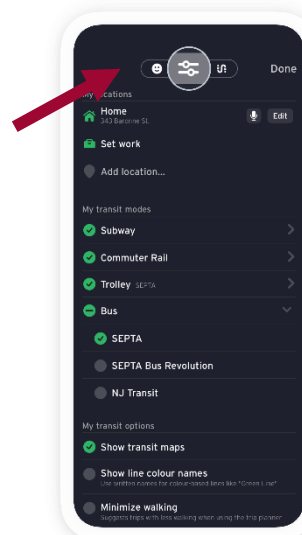 Done
My locations
Home
343 Baronne St.
Edit
Set work
Add location...
My transit modes
Subway
Commuter Rail
Trolley SEPTA
Bus
SEPTA
SEPTA Bus Revolution
NJ Transit
My transit options
Show transit maps
Show line colour names
Use written names for colour-based lines like "Green Line"
Minimize walking
Suggests trips with less walking when using the trip planner